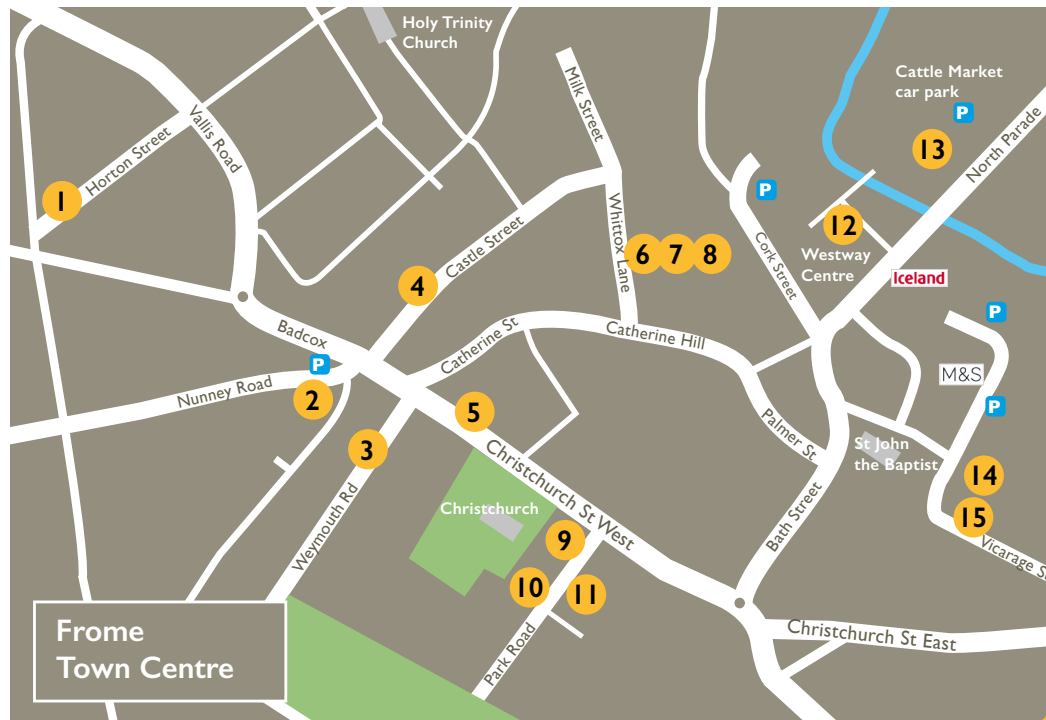 Holy Trinity
Church
Milk Street
Cattle Market
car park
P
13
North Parade
Vallis Road
Horton Street
1
P
Whittox Lane
Castle Street
12
Westway
Centre
Cork Street
6
7
8
Iceland
4
P
Badcox
Catherine St
Catherine Hill
P
M&S
Nunney Road
2
P
5
Palmer St
3
St John
the Baptist
14
Christchurch St West
15
Christchurch
Bath Street
Weymouth Rd
9
Vicarage S
10
11
Frome
Town Centre
Park Road
Christchurch St East